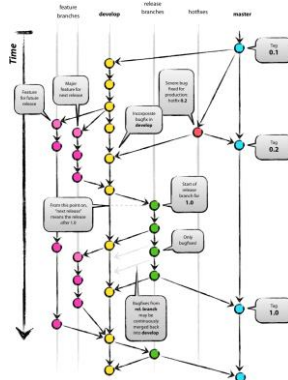 feature
branches
develop
release
branches
hotfixes
master
Time
Tag
0.1
Feature
for future
release
Major
feature for
next release
Severe bug
fixed for
production:
hotfix 0.2
Incorporate
bugfix in
develop
Tag
0.2
Start of
release
branch for
1.0
From this point on,
"next release"
means the release
after 1.0
Only
bugfixes!
Bugfixes from
rel. branch
may be
continuously
merged back
into develop
Tag
1.0